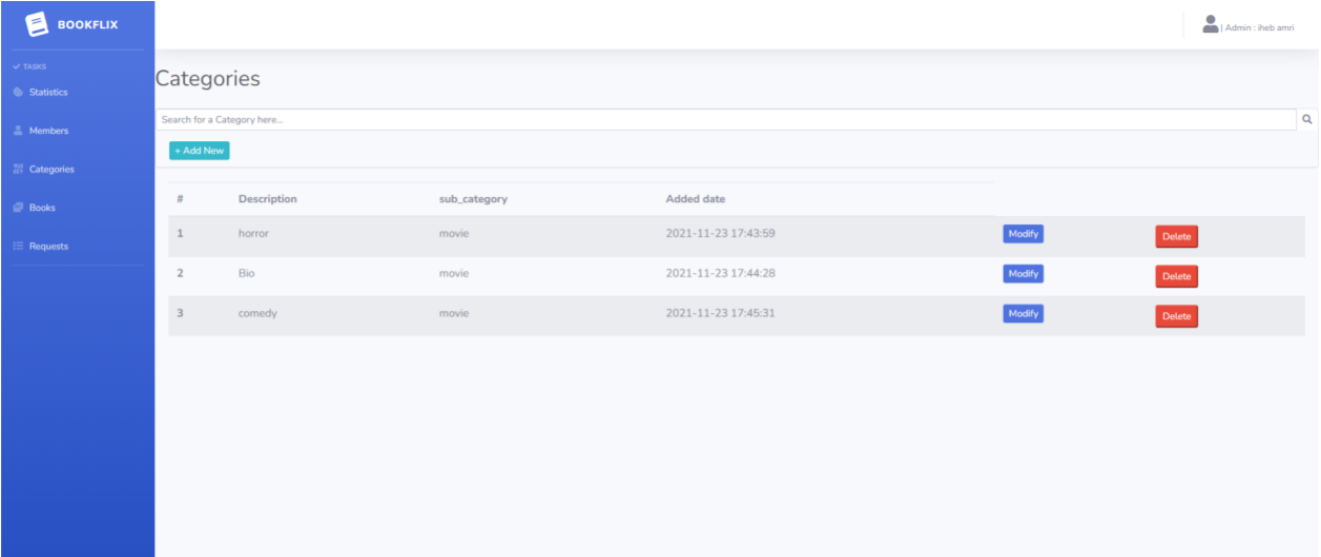 BOOKFLIX
| Admin : iheb amri
TASKS
Statistics
Members
Categories
Books
Requests
Categories
Search for a Category here...
+ Add New
# Description sub_category Added date
1 horror movie 2021-11-23 17:43:59 Modify Delete
2 Bio movie 2021-11-23 17:44:28 Modify Delete
3 comedy movie 2021-11-23 17:45:31 Modify Delete